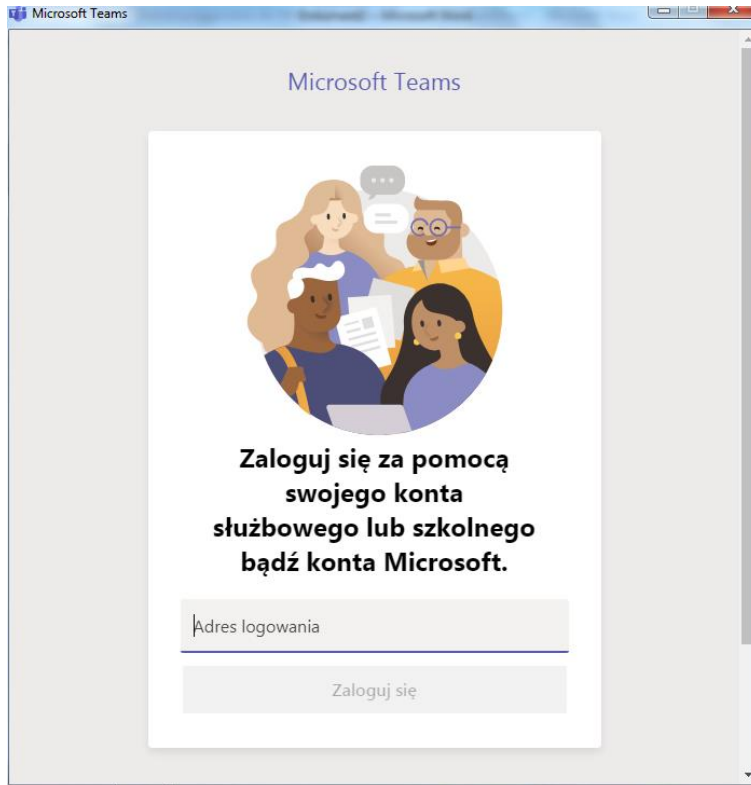 Microsoft Teams
Microsoft Teams
Zaloguj się za pomocą
swojego konta
służbowego lub szkolnego
bądź konta Microsoft.
Adres logowania
Zaloguj się